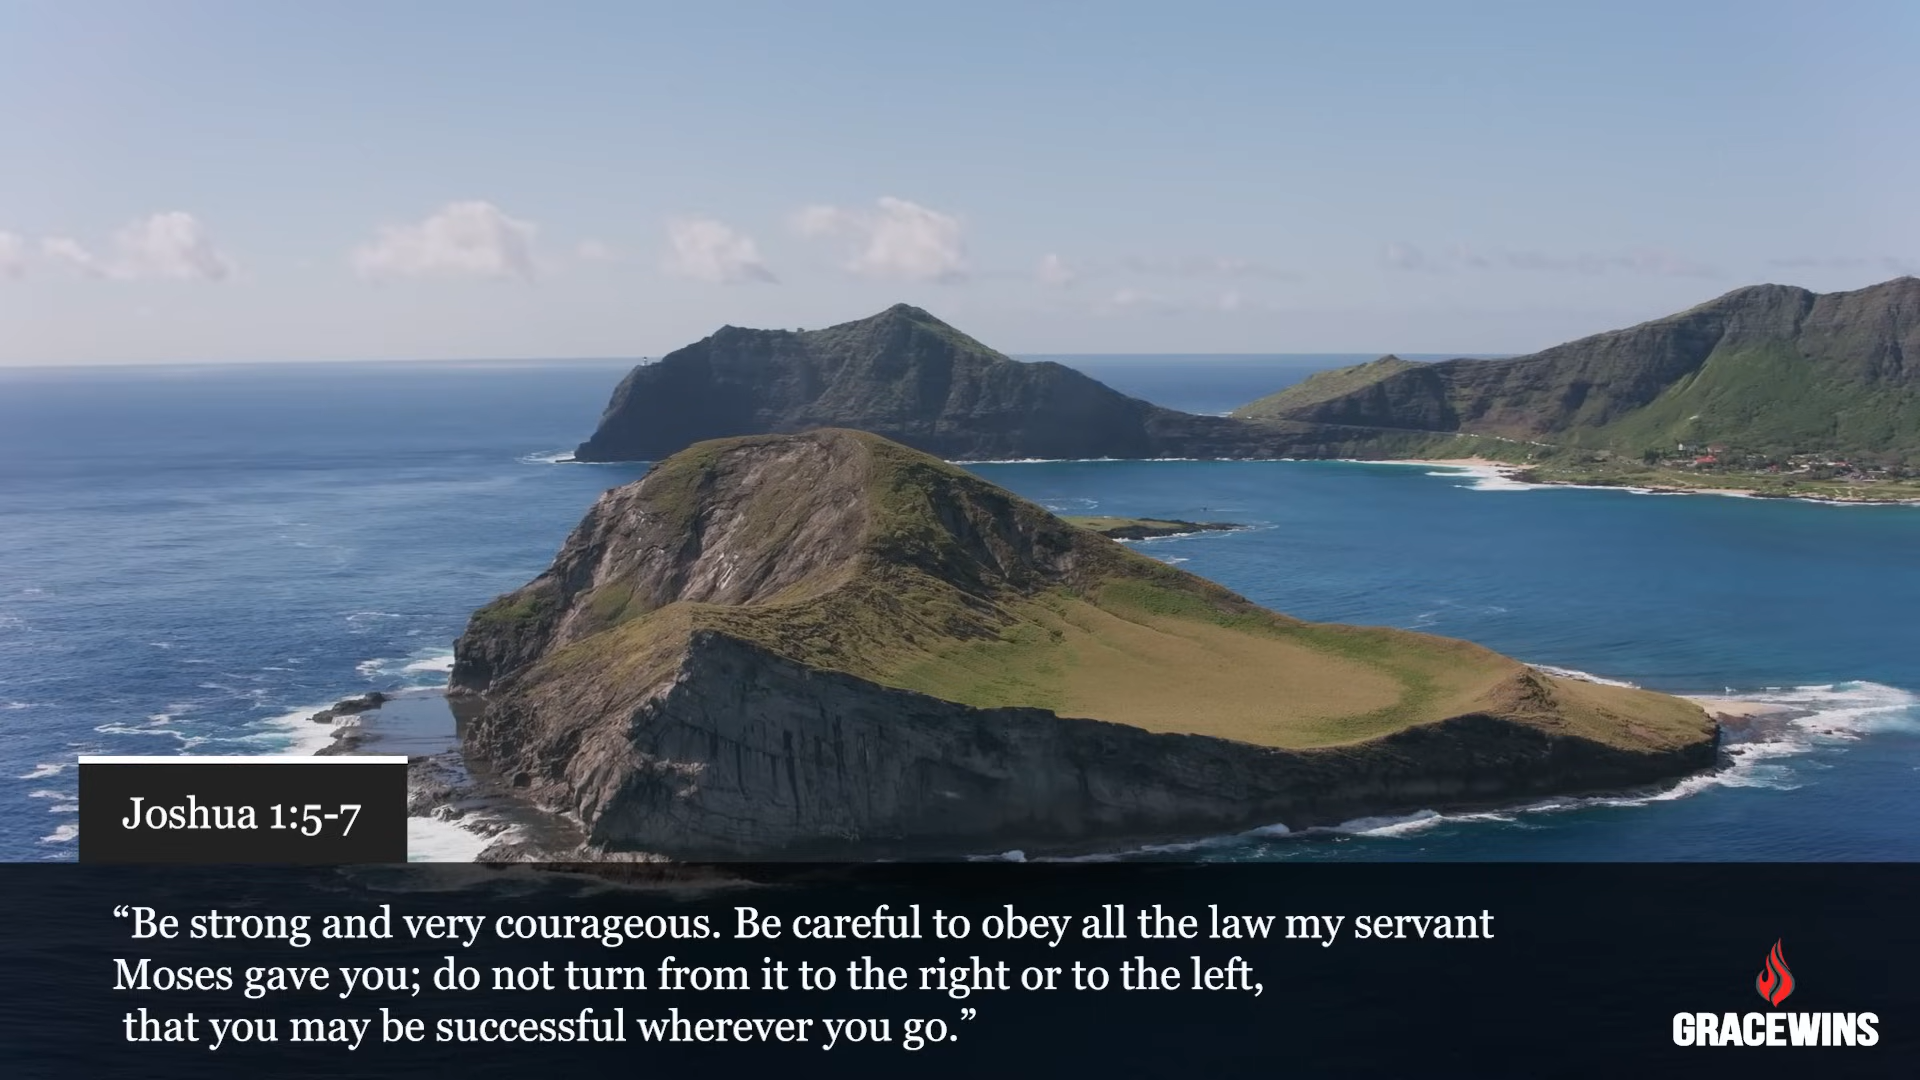 Joshua 1:5-7
“Be strong and very courageous. Be careful to obey all the law my servant
Moses gave you; do not turn from it to the right or to the left,
that you may be successful wherever you go.”
GRACEWINS